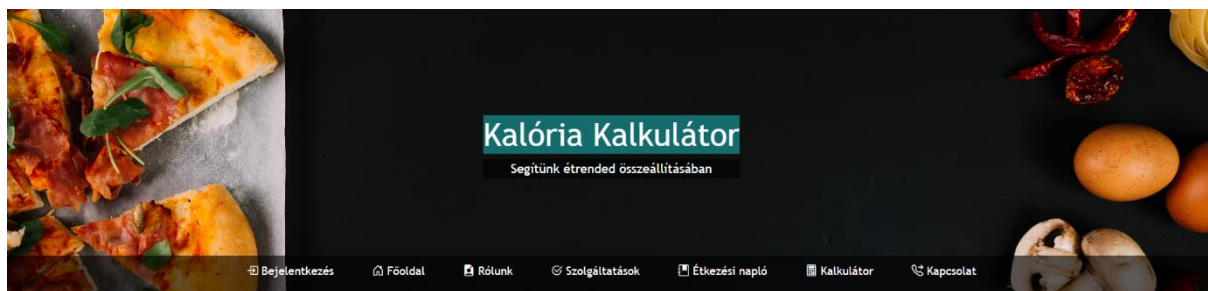 Kalória Kalkulátor
Segítünk étrended összeállításában
Bejelentkezés Főoldal Rólunk Szolgáltatások Étkezési napló Kalkulátor Kapcsolat